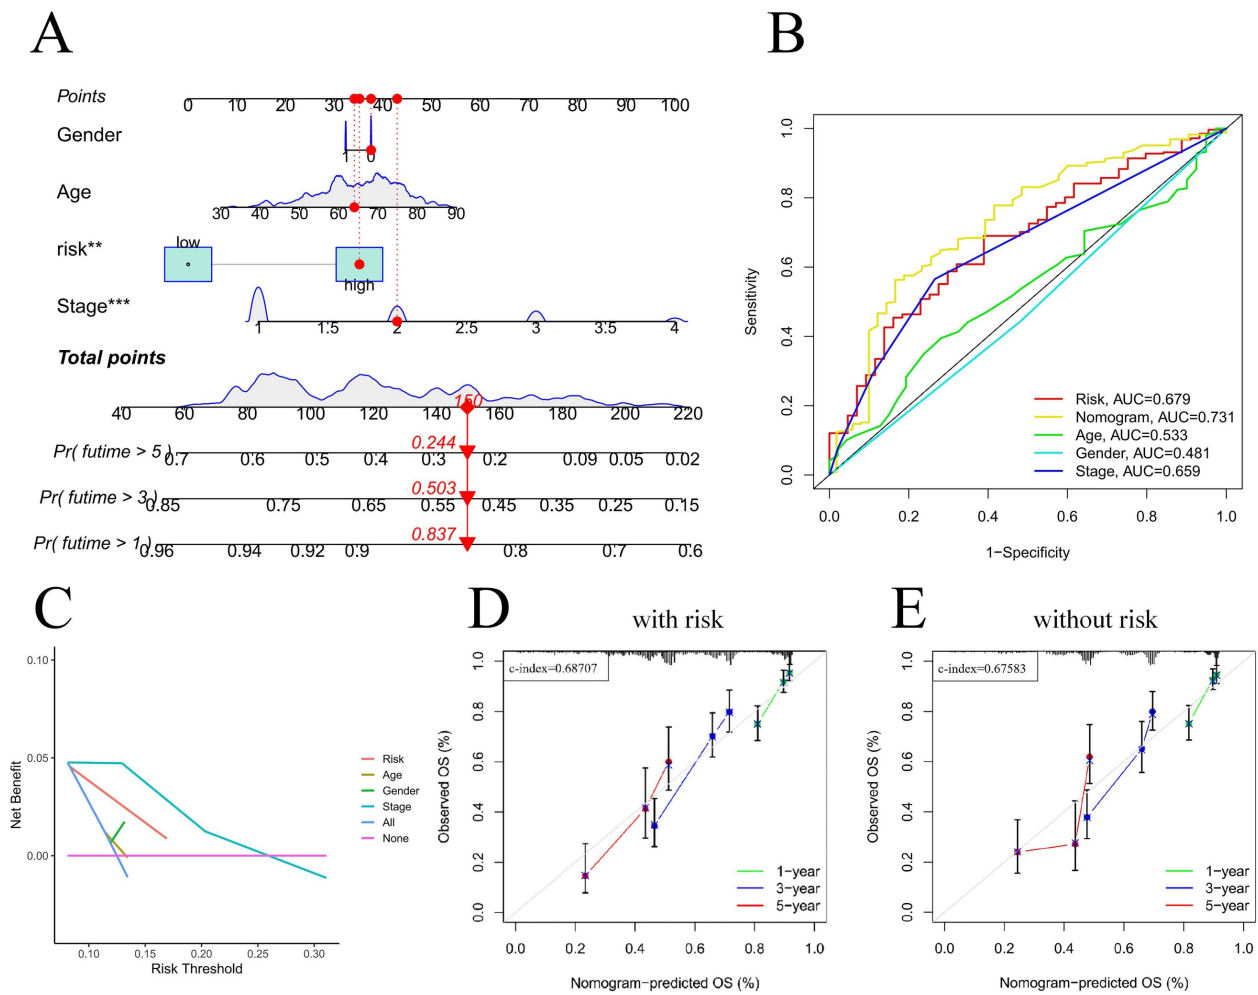 A
Points
0 10 20 30 40 50 60 70 80 90 100
Gender
1 0
Age
30 40 50 60 70 80 90
risk**
low
high
Stage***
1 1.5 2 2.5 3 3.5 4
Total points
150
40 60 80 100 120 140 160 180 200 220
0.244
Pr( futime > 5 )
0.7 0.6 0.5 0.4 0.3 0.2 0.09 0.05 0.02
0.503
Pr( futime > 3 )
0.85 0.75 0.65 0.55 0.45 0.35 0.25 0.15
0.837
Pr( futime > 1 )
0.96 0.94 0.92 0.9 0.8 0.7 0.6
B
Sensitivity
1.0
0.8
0.6
0.4
0.2
0.0
Risk, AUC=0.679
Nomogram, AUC=0.731
Age, AUC=0.533
Gender, AUC=0.481
Stage, AUC=0.659
0.0 0.2 0.4 0.6 0.8 1.0
1−Specificity
C
Net Benefit
0.10
0.05
0.00
Risk
Age
Gender
Stage
All
None
0.10 0.15 0.20 0.25 0.30
Risk Threshold
D
with risk
c-index=0.68707
Observed OS (%)
1.0
0.8
0.6
0.4
0.2
0.0
1-year
3-year
5-year
0.0 0.2 0.4 0.6 0.8 1.0
Nomogram−predicted OS (%)
E
without risk
c-index=0.67583
Observed OS (%)
1.0
0.8
0.6
0.4
0.2
0.0
1-year
3-year
5-year
0.0 0.2 0.4 0.6 0.8 1.0
Nomogram−predicted OS (%)